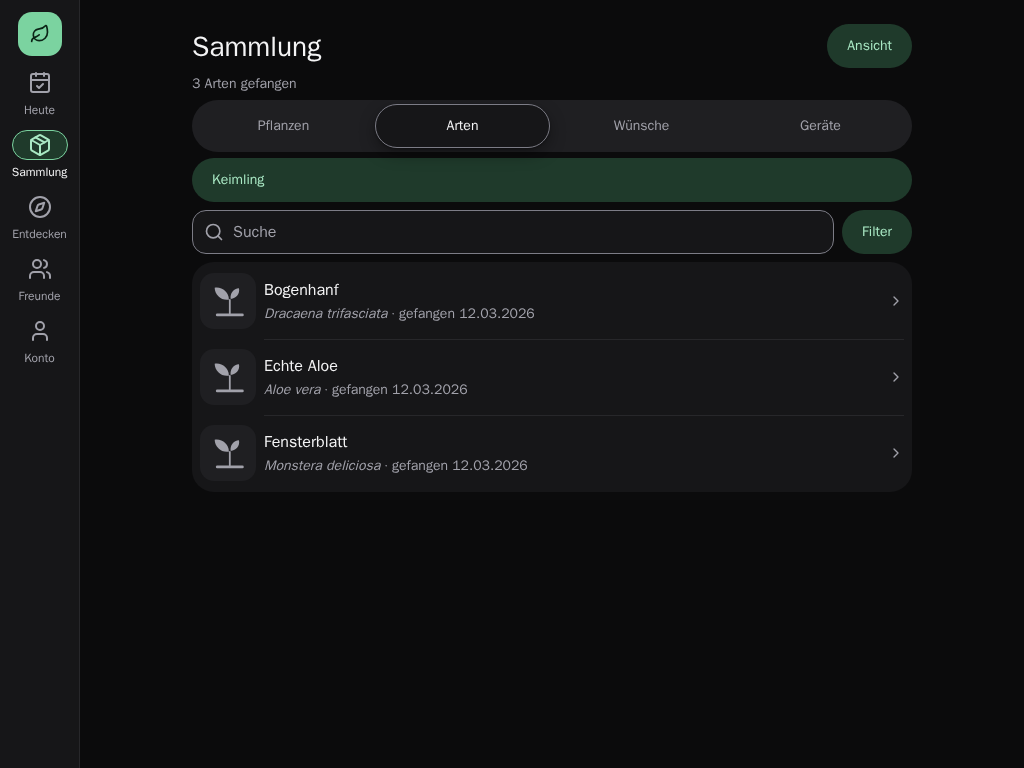 Heute
Sammlung
Entdecken
Freunde
Konto
Sammlung
Ansicht
3 Arten gefangen
Pflanzen
Arten
Wünsche
Geräte
Keimling
Suche
Filter
Bogenhanf
Dracaena trifasciata · gefangen 12.03.2026
Echte Aloe
Aloe vera · gefangen 12.03.2026
Fensterblatt
Monstera deliciosa · gefangen 12.03.2026